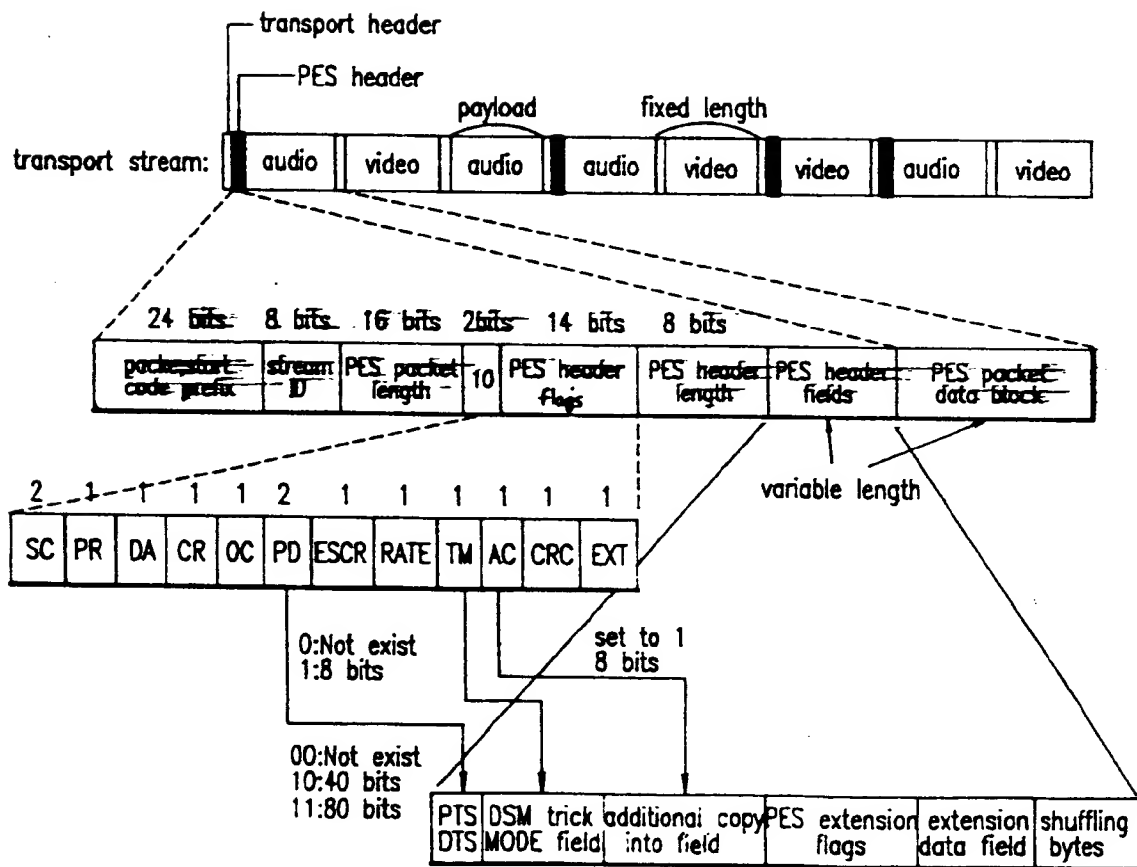 transport header
PES header
payload
fixed length
transport stream:
audio
video
audio
audio
video
video
audio
video
24 bits
8 bits
16 bits
2bits
14 bits
8 bits
packe,start
code prefix
stream
ID
PES packet
length
10
PES header
flags
PES header
length
PES header
fields
PES packet
data block
variable length
2
1
1
1
1
2
1
1
1
1
1
1
SC
PR
DA
CR
OC
PD
ESCR
RATE
TM
AC
CRC
EXT
0:Not exist
1:8 bits
set to 1
8 bits
00:Not exist
10:40 bits
11:80 bits
PTS
DTS
DSM trick
MODE field
additional copy
into field
PES extension
flags
extension
data field
shuffling
bytes